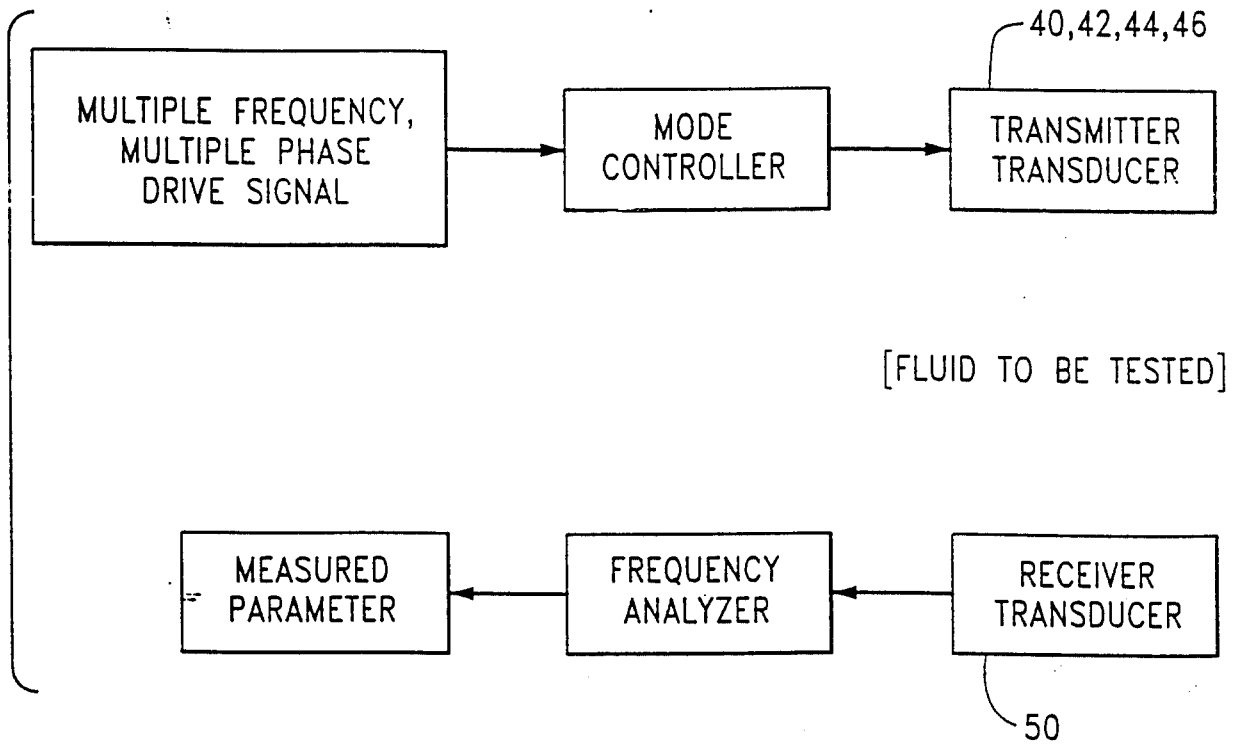 40,42,44,46
MULTIPLE FREQUENCY,
MULTIPLE PHASE
DRIVE SIGNAL
MODE
CONTROLLER
TRANSMITTER
TRANSDUCER
[FLUID TO BE TESTED]
MEASURED
PARAMETER
FREQUENCY
ANALYZER
RECEIVER
TRANSDUCER
50